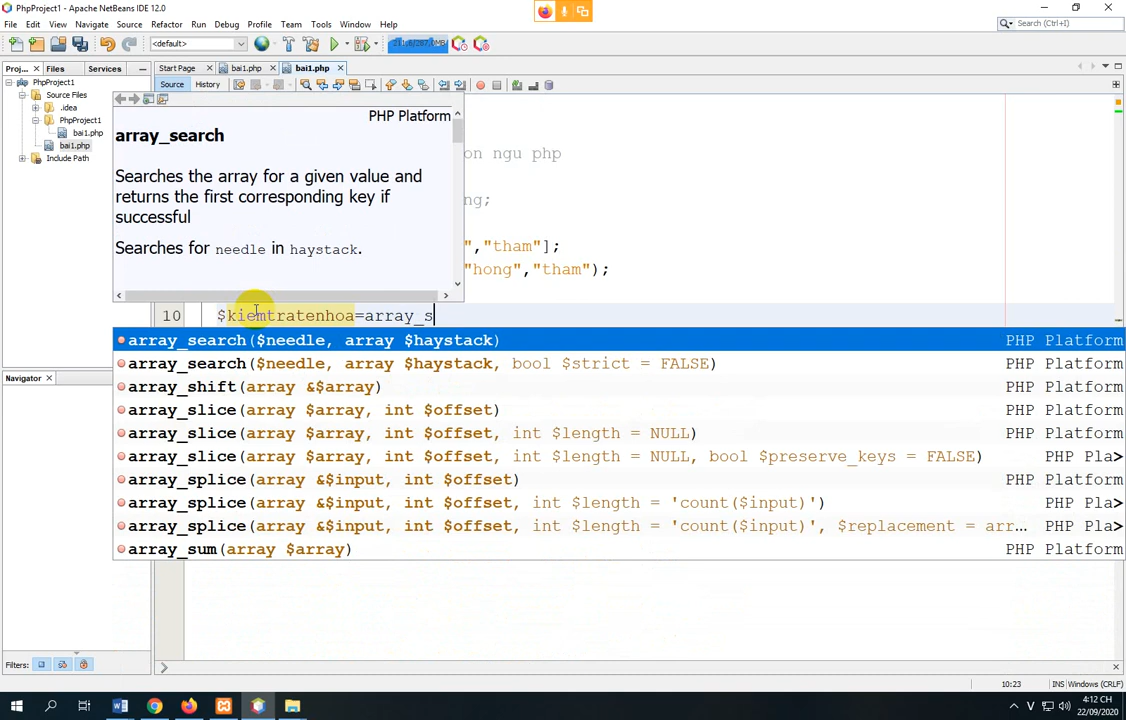 PhpProject1 - Apache NetBeans IDE 12.0
File Edit View Navigate Source Refactor Run Debug Profile Team Tools Window Help
Search (Ctrl+I)
<default>
Proj... Files Services
Start Page bai1.php bai1.php
Source History
PhpProject1
Source Files
.idea
PhpProject1
bai1.php
bai1.php
Include Path
PHP Platform
array_search
Searches the array for a given value and
returns the first corresponding key if
successful
Searches for needle in haystack.
on ngu php
ng;
","tham"];
"hong","tham");
10 $kiemtratenhoa=array_s
array_search($needle, array $haystack) PHP Platform
array_search($needle, array $haystack, bool $strict = FALSE) PHP Platform
array_shift(array &$array) PHP Platform
array_slice(array $array, int $offset) PHP Platform
array_slice(array $array, int $offset, int $length = NULL) PHP Platform
array_slice(array $array, int $offset, int $length = NULL, bool $preserve_keys = FALSE) PHP Pla>
array_splice(array &$input, int $offset) PHP Platform
array_splice(array &$input, int $offset, int $length = 'count($input)') PHP Pla>
array_splice(array &$input, int $offset, int $length = 'count($input)', $replacement = arr... PHP Pla>
array_sum(array $array) PHP Platform
Navigator
Filters:
10:23 INS Windows (CRLF)
4:12 CH
22/09/2020